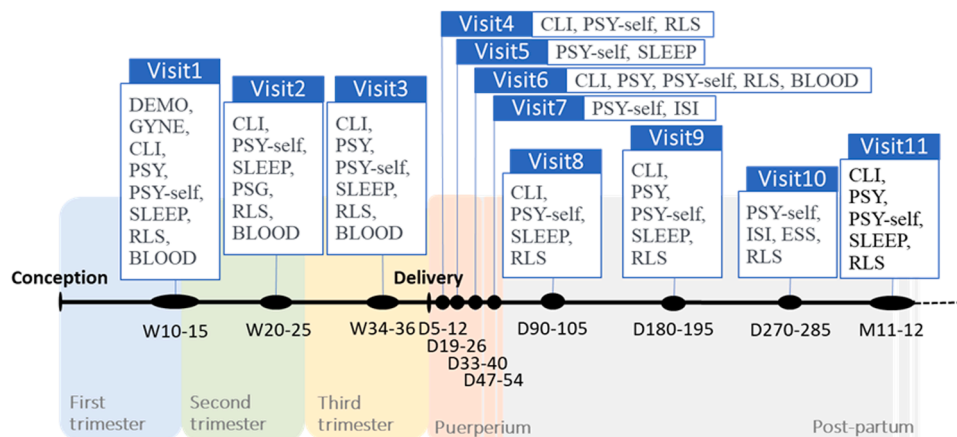 Visit4
CLI, PSY-self, RLS
Visit5
PSY-self, SLEEP
Visit6
CLI, PSY, PSY-self, RLS, BLOOD
Visit7
PSY-self, ISI
Visit1
DEMO,
GYNE,
CLI,
PSY,
PSY-self,
SLEEP,
RLS,
BLOOD
Visit2
CLI,
PSY-self,
SLEEP,
PSG,
RLS,
BLOOD
Visit3
CLI,
PSY,
PSY-self,
SLEEP,
RLS,
BLOOD
Visit8
CLI,
PSY-self,
SLEEP,
RLS
Visit9
CLI,
PSY,
PSY-self,
SLEEP,
RLS
Visit10
PSY-self,
ISI, ESS,
RLS
Visit11
CLI,
PSY,
PSY-self,
SLEEP,
RLS
Conception
Delivery
W10-15
W20-25
W34-36
D5-12
D19-26
D33-40
D47-54
D90-105
D180-195
D270-285
M11-12
First
trimester
Second
trimester
Third
trimester
Puerperium
Post-partum